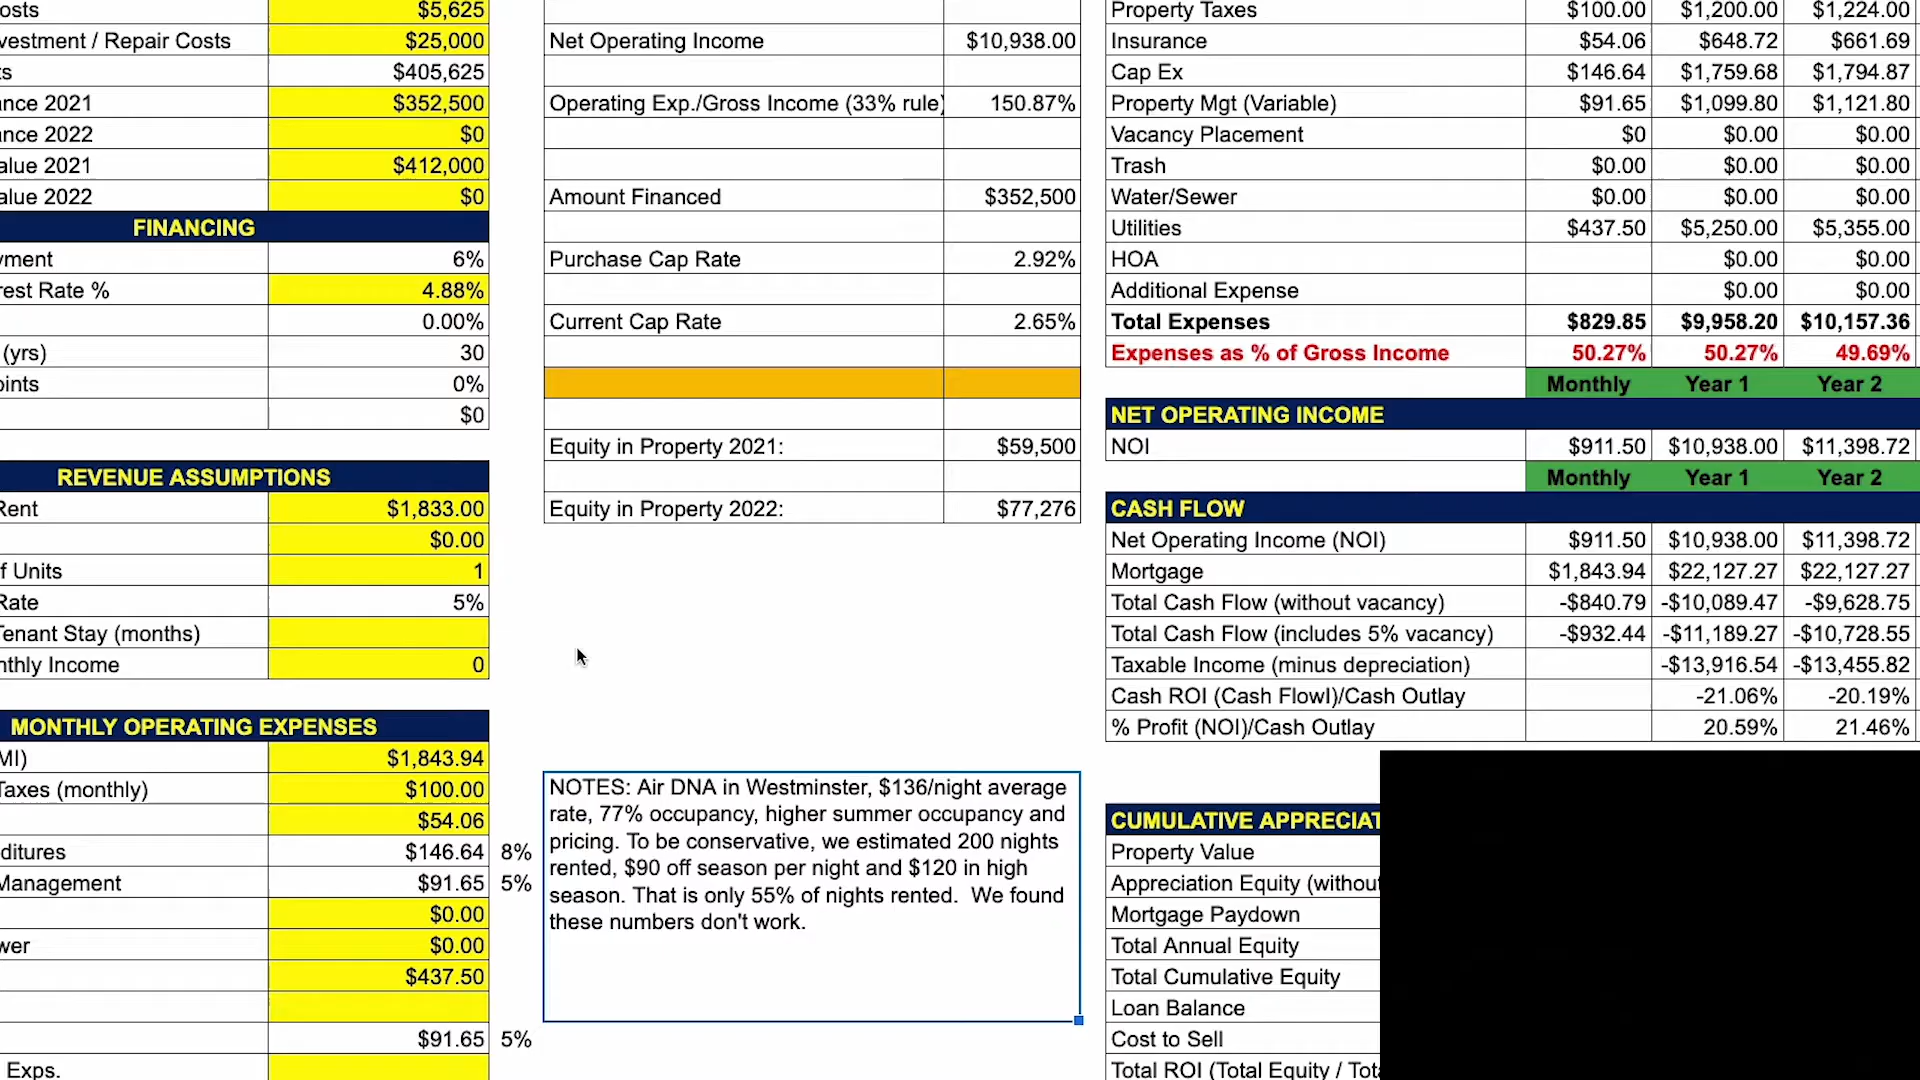 osts $5,625
vestment / Repair Costs $25,000
ts $405,625
ance 2021 $352,500
ance 2022 $0
alue 2021 $412,000
alue 2022 $0
FINANCING
yment 6%
rest Rate % 4.88%
0.00%
(yrs) 30
oints 0%
$0
REVENUE ASSUMPTIONS
Rent $1,833.00
$0.00
f Units 1
Rate 5%
Tenant Stay (months)
nthly Income 0
MONTHLY OPERATING EXPENSES
MI) $1,843.94
Taxes (monthly) $100.00
$54.06
ditures $146.64 8%
Management $91.65 5%
$0.00
wer $0.00
$437.50
$91.65 5%
Exps.
Net Operating Income $10,938.00
Operating Exp./Gross Income (33% rule) 150.87%
Amount Financed $352,500
Purchase Cap Rate 2.92%
Current Cap Rate 2.65%
Equity in Property 2021: $59,500
Equity in Property 2022: $77,276
NOTES: Air DNA in Westminster, $136/night average
rate, 77% occupancy, higher summer occupancy and
pricing. To be conservative, we estimated 200 nights
rented, $90 off season per night and $120 in high
season. That is only 55% of nights rented.  We found
these numbers don't work.
Property Taxes $100.00 $1,200.00 $1,224.00
Insurance $54.06 $648.72 $661.69
Cap Ex $146.64 $1,759.68 $1,794.87
Property Mgt (Variable) $91.65 $1,099.80 $1,121.80
Vacancy Placement $0 $0.00 $0.00
Trash $0.00 $0.00 $0.00
Water/Sewer $0.00 $0.00 $0.00
Utilities $437.50 $5,250.00 $5,355.00
HOA $0.00 $0.00
Additional Expense $0.00 $0.00
Total Expenses $829.85 $9,958.20 $10,157.36
Expenses as % of Gross Income 50.27% 50.27% 49.69%
Monthly Year 1 Year 2
NET OPERATING INCOME
NOI $911.50 $10,938.00 $11,398.72
Monthly Year 1 Year 2
CASH FLOW
Net Operating Income (NOI) $911.50 $10,938.00 $11,398.72
Mortgage $1,843.94 $22,127.27 $22,127.27
Total Cash Flow (without vacancy) -$840.79 -$10,089.47 -$9,628.75
Total Cash Flow (includes 5% vacancy) -$932.44 -$11,189.27 -$10,728.55
Taxable Income (minus depreciation) -$13,916.54 -$13,455.82
Cash ROI (Cash FlowI)/Cash Outlay -21.06% -20.19%
% Profit (NOI)/Cash Outlay 20.59% 21.46%
CUMULATIVE APPRECIAT
Property Value
Appreciation Equity (without
Mortgage Paydown
Total Annual Equity
Total Cumulative Equity
Loan Balance
Cost to Sell
Total ROI (Total Equity / Tota